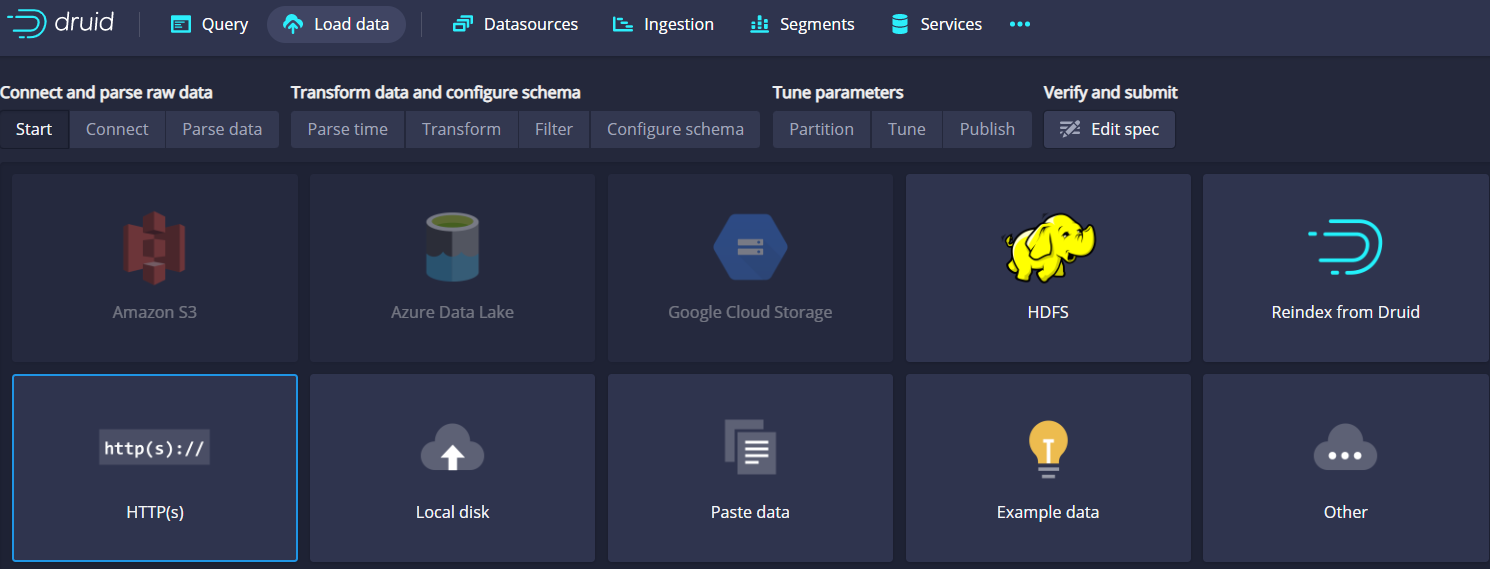 druid Query Load data Datasources Ingestion Segments Services
Connect and parse raw data Transform data and configure schema Tune parameters Verify and submit
Start Connect Parse data Parse time Transform Filter Configure schema Partition Tune Publish Edit spec
Amazon S3 Azure Data Lake Google Cloud Storage HDFS Reindex from Druid
http(s)://
HTTP(s) Local disk Paste data Example data Other